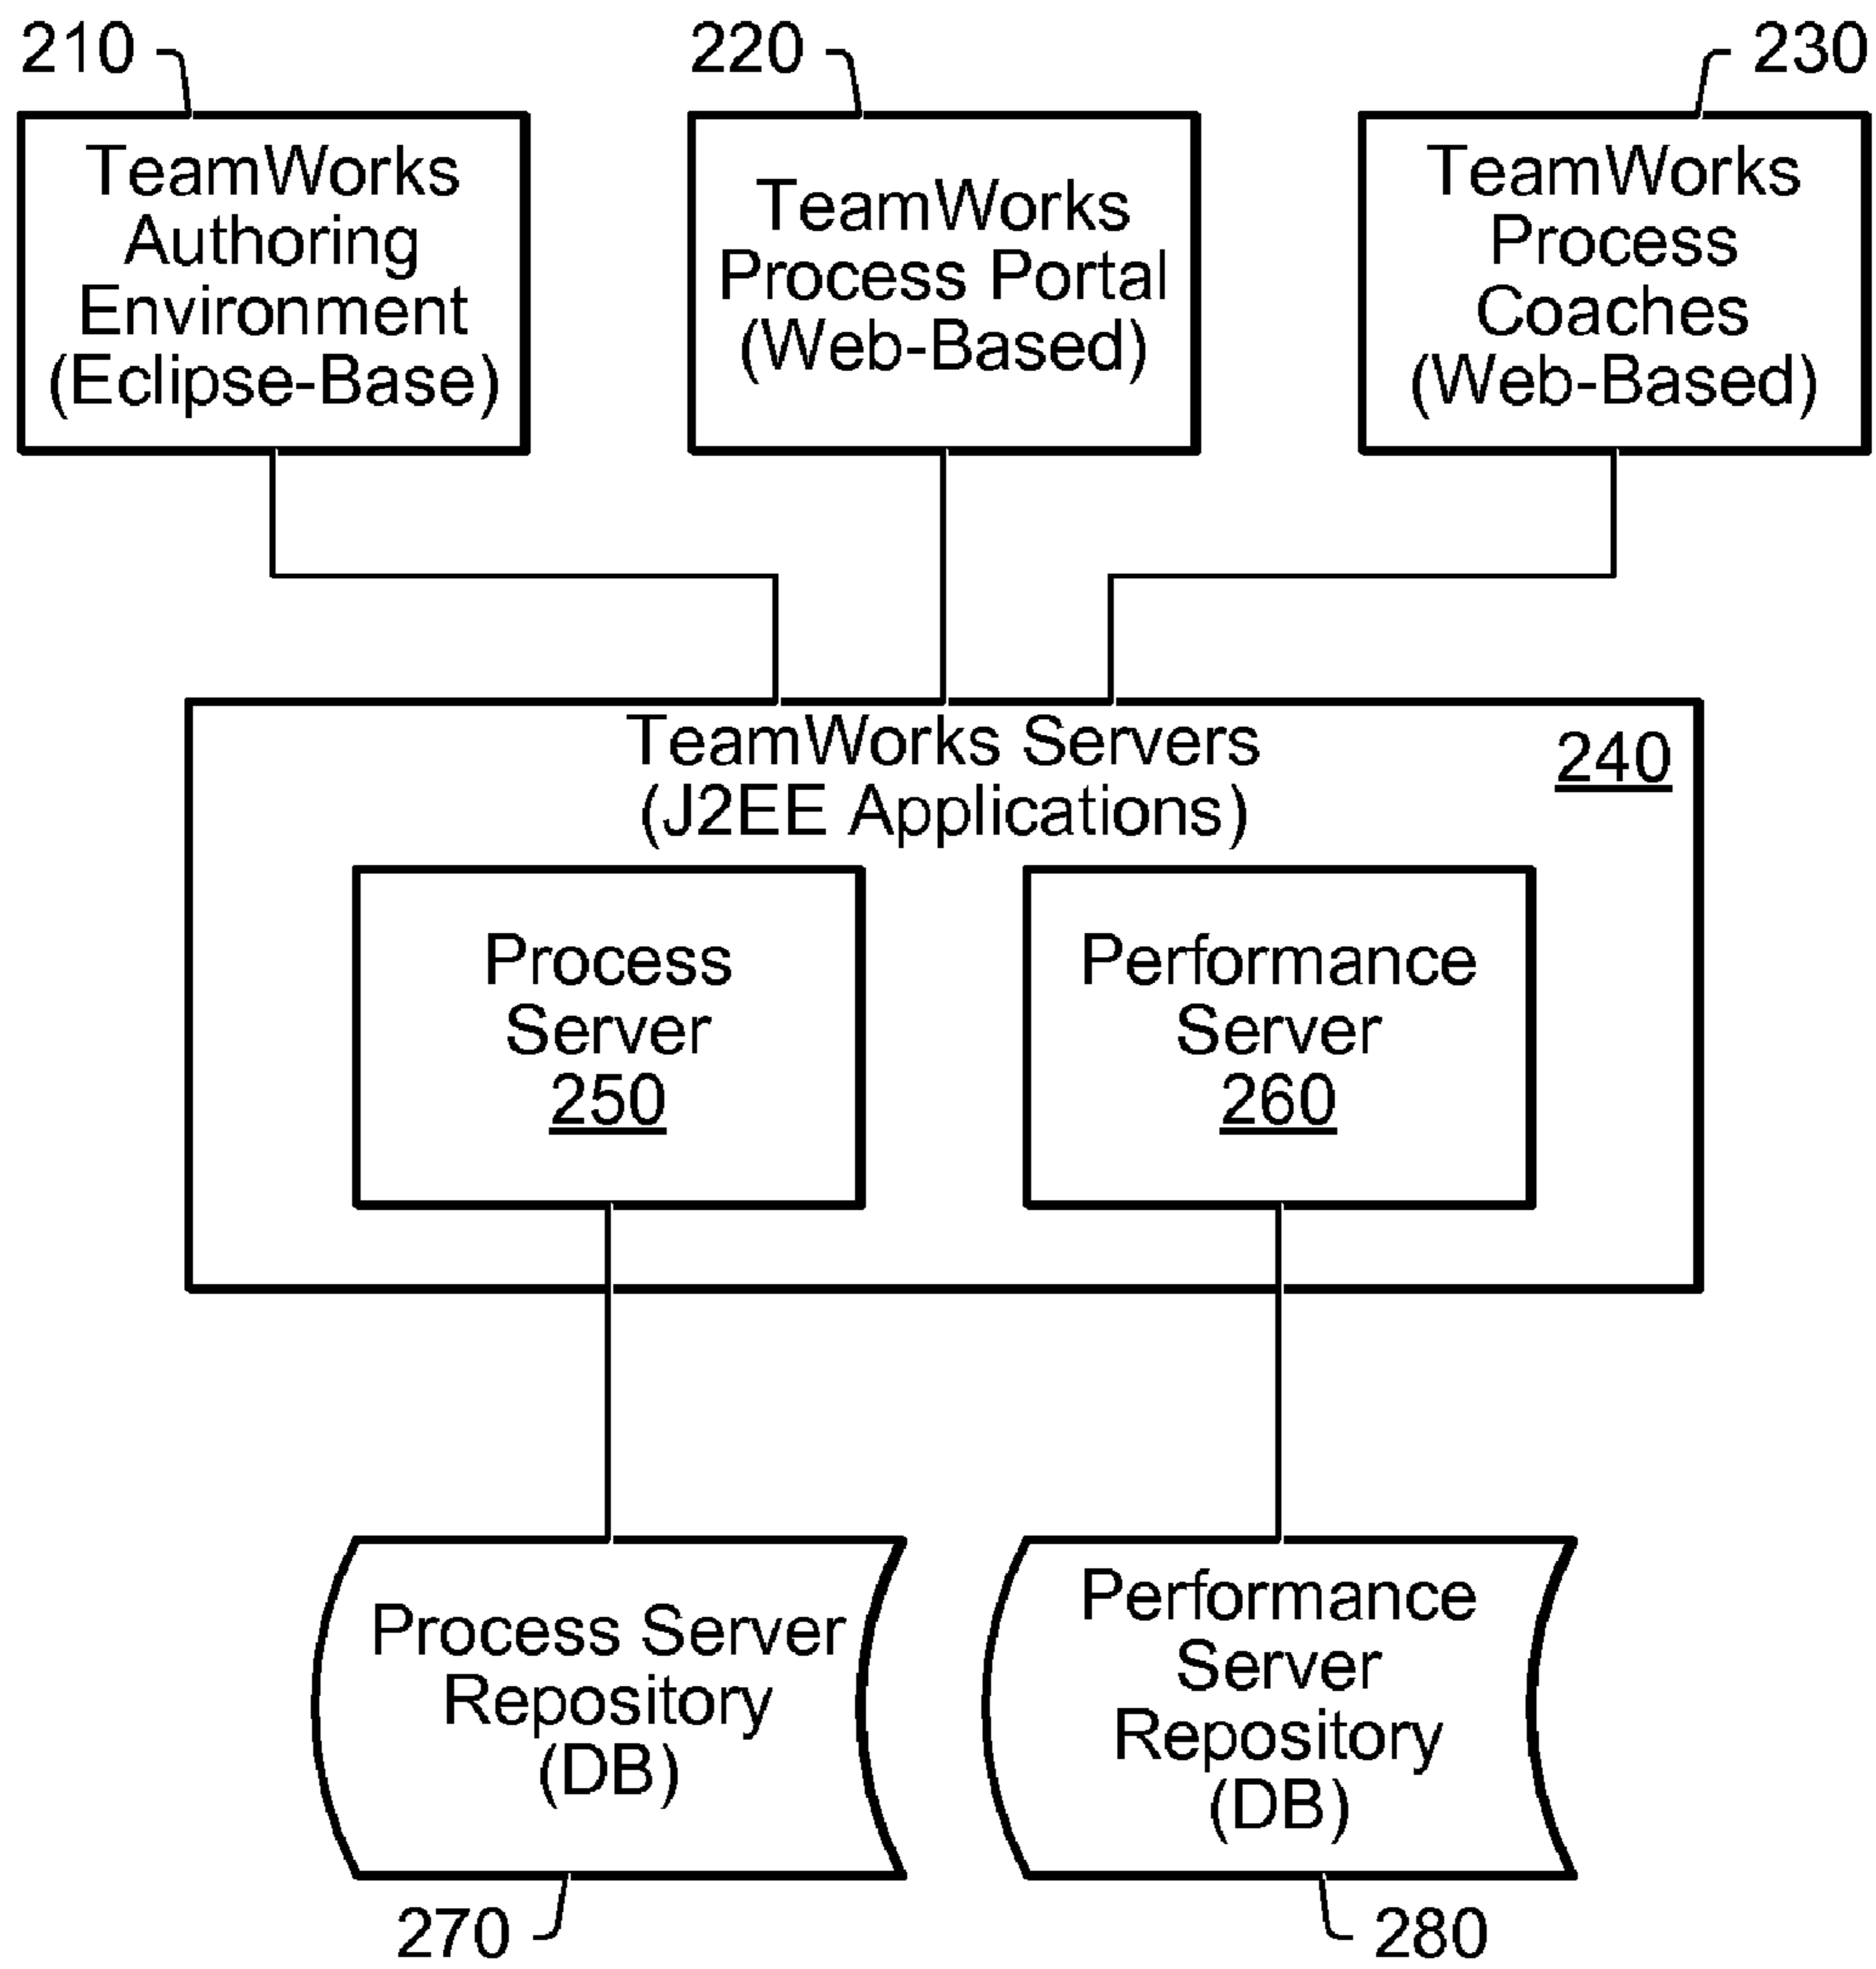 210
220
230
TeamWorks
Authoring
Environment
(Eclipse-Base)
TeamWorks
Process Portal
(Web-Based)
TeamWorks
Process
Coaches
(Web-Based)
TeamWorks Servers
(J2EE Applications)
240
Process
Server
250
Performance
Server
260
Process Server
Repository
(DB)
Performance
Server
Repository
(DB)
270
280